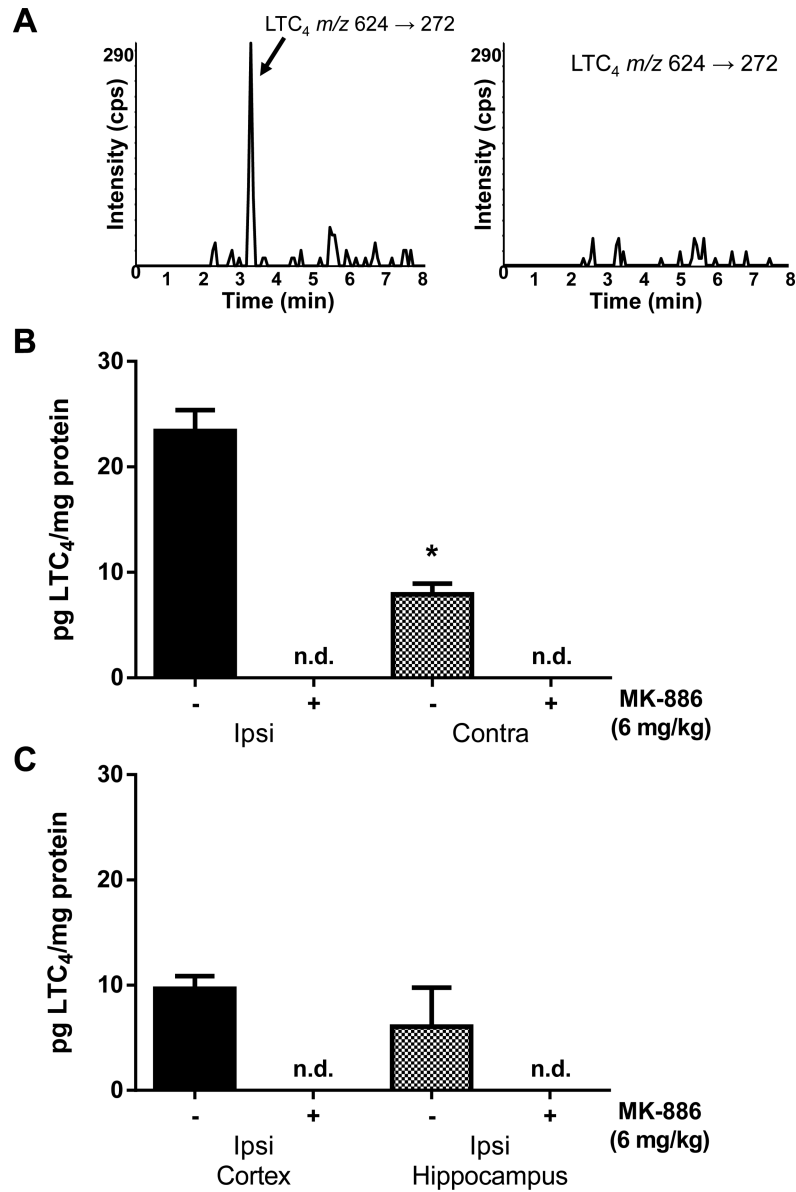 A
LTC₄ m/z 624 → 272
290
Intensity (cps)
0 1 2 3 4 5 6 7 8
Time (min)
LTC₄ m/z 624 → 272
290
Intensity (cps)
0 1 2 3 4 5 6 7 8
Time (min)
B
pg LTC₄/mg protein
30
20
10
0
n.d.
*
n.d.
- + - +
MK-886
(6 mg/kg)
Ipsi
Contra
C
pg LTC₄/mg protein
30
20
10
0
n.d.
n.d.
- + - +
MK-886
(6 mg/kg)
Ipsi
Cortex
Ipsi
Hippocampus